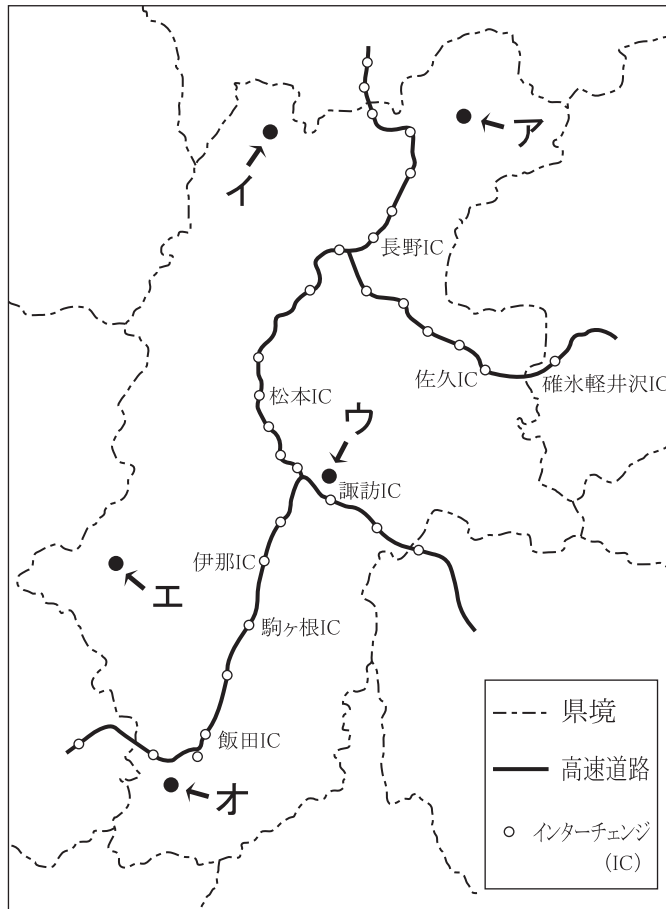 ア
イ
長野IC
佐久IC
碓氷軽井沢IC
松本IC
ウ
諏訪IC
伊那IC
エ
駒ヶ根IC
飯田IC
オ
県境
高速道路
インターチェンジ
(IC)